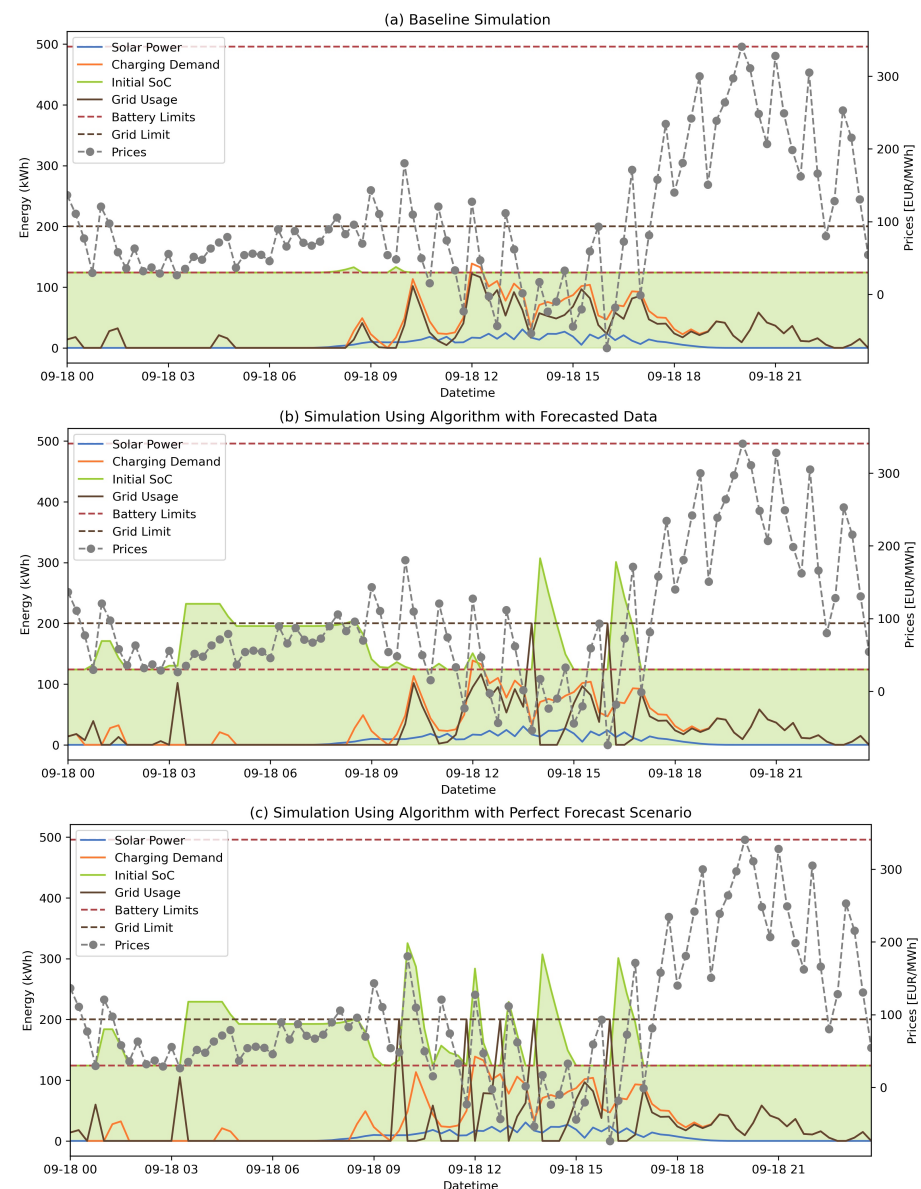 (a) Baseline Simulation
Solar Power
Charging Demand
Initial SoC
Grid Usage
Battery Limits
Grid Limit
Prices
500
400
300
200
100
0
Energy (kWh)
300
200
100
0
Prices [EUR/MWh]
09-18 00
09-18 03
09-18 06
09-18 09
09-18 12
09-18 15
09-18 18
09-18 21
Datetime
(b) Simulation Using Algorithm with Forecasted Data
Solar Power
Charging Demand
Initial SoC
Grid Usage
Battery Limits
Grid Limit
Prices
500
400
300
200
100
0
Energy (kWh)
300
200
100
0
Prices [EUR/MWh]
09-18 00
09-18 03
09-18 06
09-18 09
09-18 12
09-18 15
09-18 18
09-18 21
Datetime
(c) Simulation Using Algorithm with Perfect Forecast Scenario
Solar Power
Charging Demand
Initial SoC
Grid Usage
Battery Limits
Grid Limit
Prices
500
400
300
200
100
0
Energy (kWh)
300
200
100
0
Prices [EUR/MWh]
09-18 00
09-18 03
09-18 06
09-18 09
09-18 12
09-18 15
09-18 18
09-18 21
Datetime